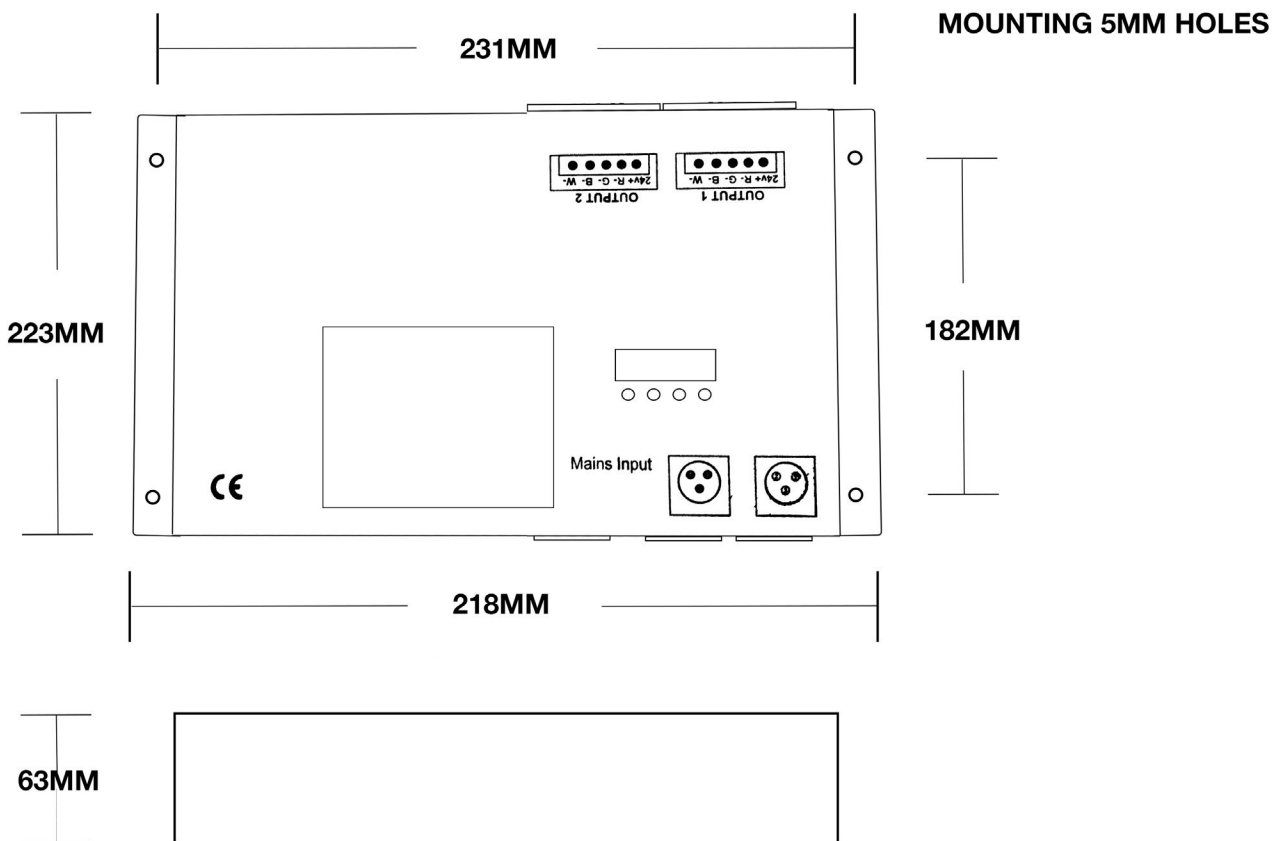 MOUNTING 5MM HOLES
231MM
24v+ R- G- B- W-
OUTPUT 2
24v+ R- G- B- W-
OUTPUT 1
223MM
182MM
Mains Input
CE
218MM
63MM